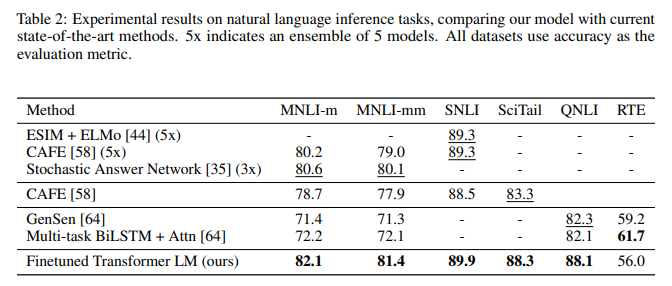 Table 2: Experimental results on natural language inference tasks, comparing our model with current
state-of-the-art methods. 5x indicates an ensemble of 5 models. All datasets use accuracy as the
evaluation metric.
Method MNLI-m MNLI-mm SNLI SciTail QNLI RTE
ESIM + ELMo [44] (5x) - - 89.3 - - -
CAFE [58] (5x) 80.2 79.0 89.3 - - -
Stochastic Answer Network [35] (3x) 80.6 80.1 - - - -
CAFE [58] 78.7 77.9 88.5 83.3
GenSen [64] 71.4 71.3 - - 82.3 59.2
Multi-task BiLSTM + Attn [64] 72.2 72.1 - - 82.1 61.7
Finetuned Transformer LM (ours) 82.1 81.4 89.9 88.3 88.1 56.0